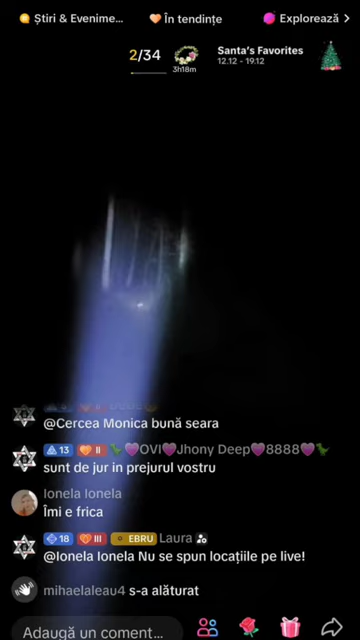 Știri & Evenime...
În tendințe
Explorează
2/34
3h18m
Santa's Favorites
12.12 - 19.12
@Cercea Monica bună seara
13 II OVI Jhony Deep 8888
sunt de jur in prejurul vostru
Ionela Ionela
Îmi e frica
18 III EBRU Laura
@Ionela Ionela Nu se spun locațiile pe live!
mihaelaleau4 s-a alăturat
Adaugă un coment...